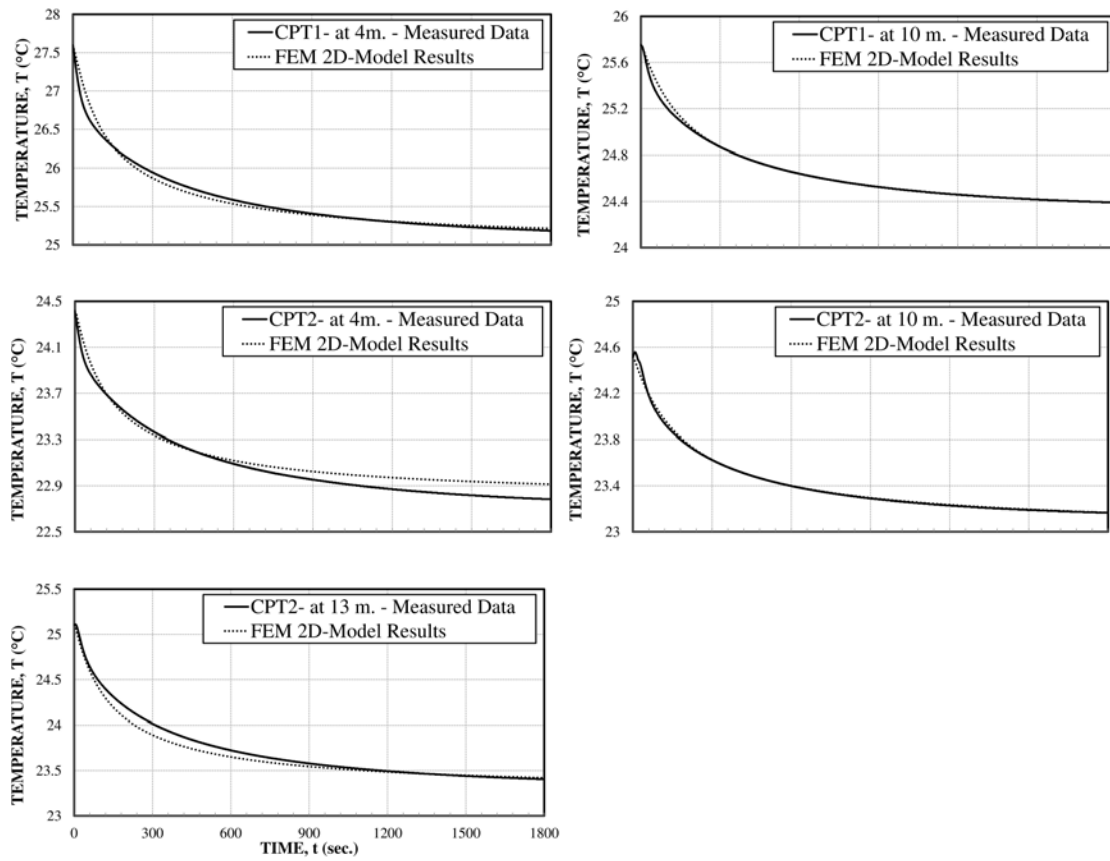 TEMPERATURE, T (°C)
28
27.5
27
26.5
26
25.5
25
CPT1- at 4m. - Measured Data
FEM 2D-Model Results
TEMPERATURE, T (°C)
26
25.6
25.2
24.8
24.4
24
CPT1- at 10 m. - Measured Data
FEM 2D-Model Results
TEMPERATURE, T (°C)
24.5
24.1
23.7
23.3
22.9
22.5
CPT2- at 4m. - Measured Data
FEM 2D-Model Results
TEMPERATURE, T (°C)
25
24.6
24.2
23.8
23.4
23
CPT2- at 10 m. - Measured Data
FEM 2D-Model Results
TEMPERATURE, T (°C)
25.5
25
24.5
24
23.5
23
CPT2- at 13 m. - Measured Data
FEM 2D-Model Results
0 300 600 900 1200 1500 1800
TIME, t (sec.)